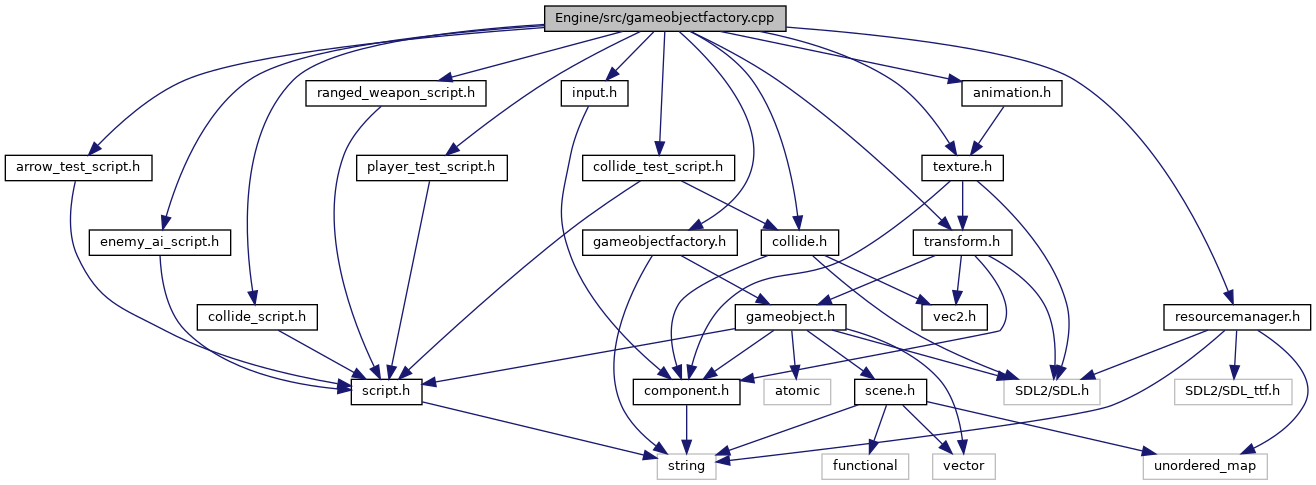 Engine/src/gameobjectfactory.cpp
ranged_weapon_script.h
input.h
animation.h
arrow_test_script.h
player_test_script.h
collide_test_script.h
texture.h
enemy_ai_script.h
gameobjectfactory.h
collide.h
transform.h
collide_script.h
gameobject.h
vec2.h
resourcemanager.h
script.h
component.h
atomic
scene.h
SDL2/SDL.h
SDL2/SDL_ttf.h
string
functional
vector
unordered_map